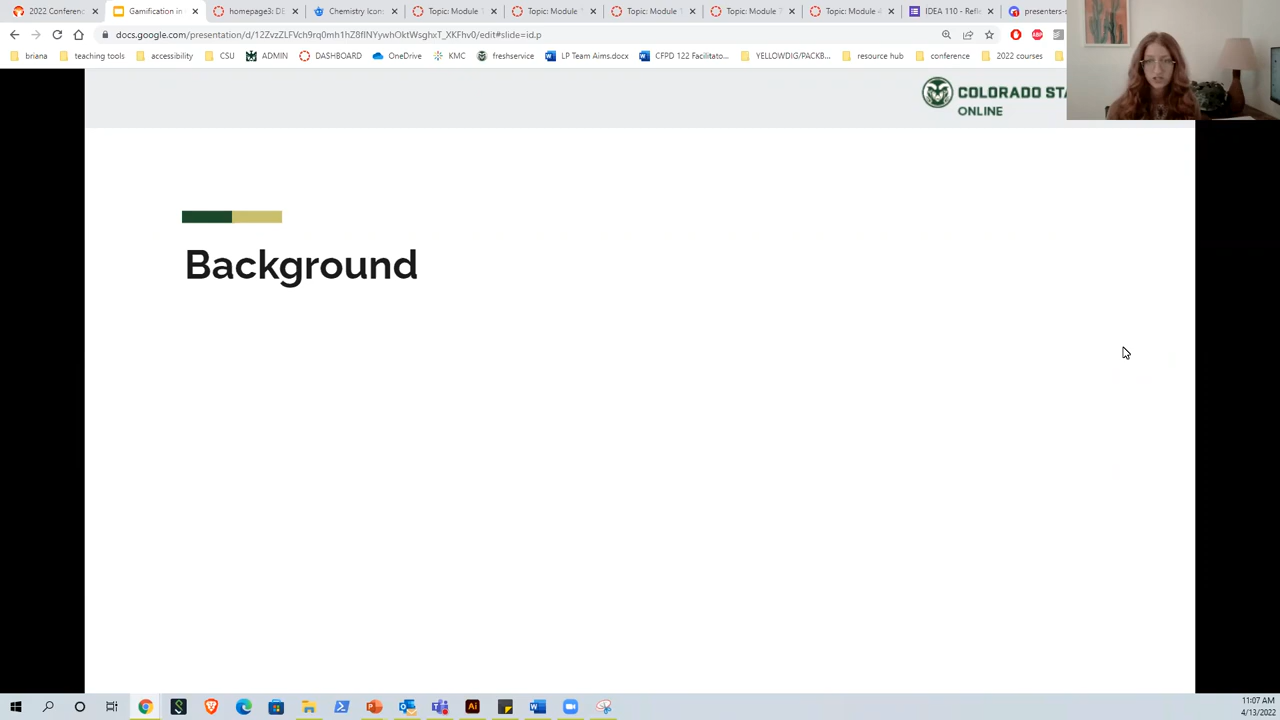 2022 Conferenc
Gamification in
homepage3: DE
Chemistry Icon:
Topic: Module
Topic: Module
Topic: Module
Topic: Module
Topic: Module
IDEA 110 - Refle
presenters-
docs.google.com/presentation/d/
/edit#slide=id.p
briana
teaching tools
accessibility
CSU
ADMIN
DASHBOARD
OneDrive
KMC
freshservice
LP Team Aims.docx
CFPD 122 Facilitato...
YELLOWDIG/PACKB...
resource hub
conference
2022 courses
COLORADO STA
ONLINE
Background
11:07 AM
4/13/2022